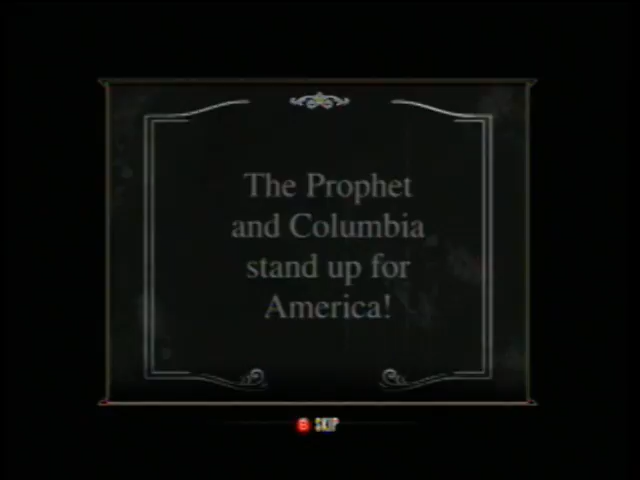 The Prophet
and Columbia
stand up for
America!
B SKIP